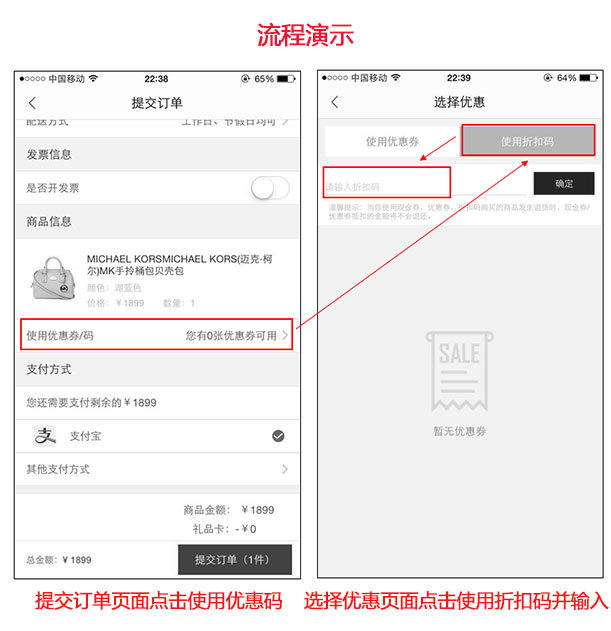 流程演示
●○○○○ 中国移动 22:38 65%
提交订单
配送方式 工作日、节假日均可
发票信息
是否开发票
商品信息
MICHAEL KORSMICHAEL KORS(迈克·柯
尔)MK手拎桶包贝壳包
颜色：湖蓝色
价格：￥1899 数量：1
使用优惠券/码 您有0张优惠券可用
支付方式
您还需要支付剩余的￥1899
支 支付宝
其他支付方式
商品金额：￥1899
礼品卡：-￥0
总金额：￥1899 提交订单（1件）
提交订单页面点击使用优惠码
●○○○○ 中国移动 22:39 64%
选择优惠
使用优惠券 使用折扣码
请输入折扣码 确定
温馨提示：当你使用现金券、优惠券、折扣码购买的商品发生退货时，现金券/
优惠券抵扣的金额将不会退还。
SALE
暂无优惠券
选择优惠页面点击使用折扣码并输入